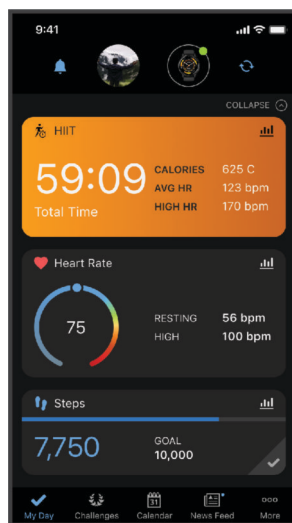 9:41
COLLAPSE
HIIT
59:09
Total Time
CALORIES 625 C
AVG HR 123 bpm
HIGH HR 170 bpm
Heart Rate
75
RESTING 56 bpm
HIGH 100 bpm
Steps
7,750
GOAL
10,000
31
My Day Challenges Calendar News Feed More